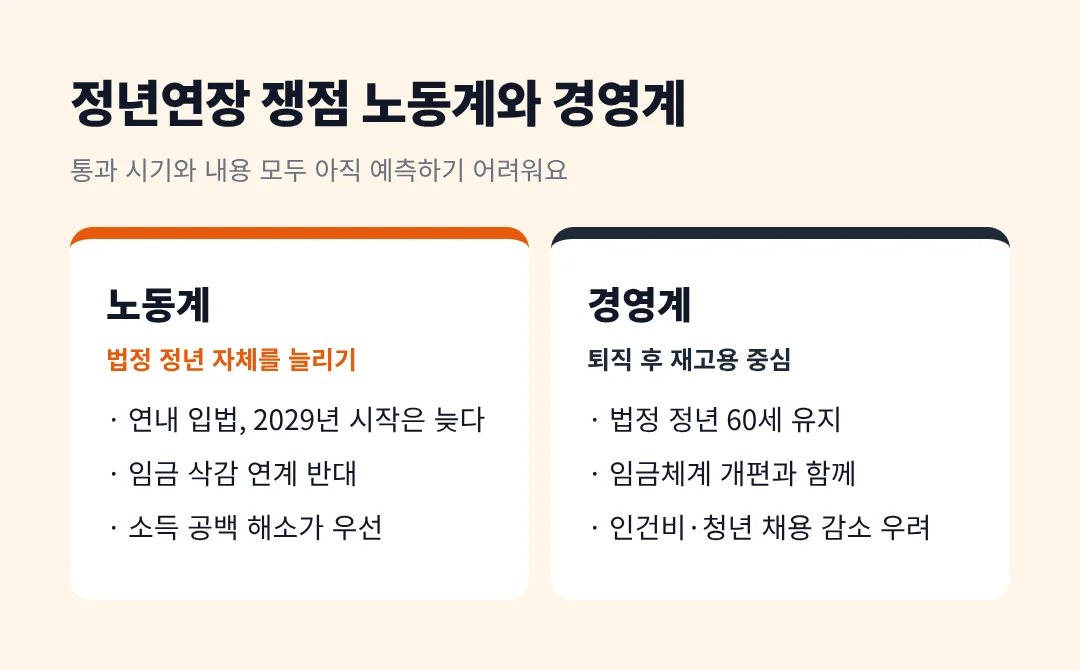 정년연장 쟁점 노동계와 경영계
통과 시기와 내용 모두 아직 예측하기 어려워요
노동계
법정 정년 자체를 늘리기
· 연내 입법, 2029년 시작은 늦다
· 임금 삭감 연계 반대
· 소득 공백 해소가 우선
경영계
퇴직 후 재고용 중심
· 법정 정년 60세 유지
· 임금체계 개편과 함께
· 인건비·청년 채용 감소 우려